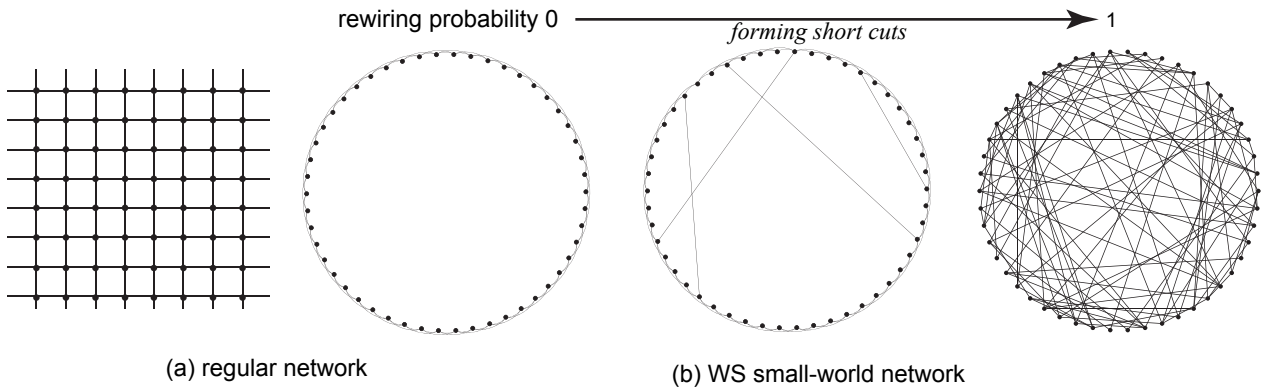 rewiring probability 0
1
forming short cuts
(a) regular network
(b) WS small-world network